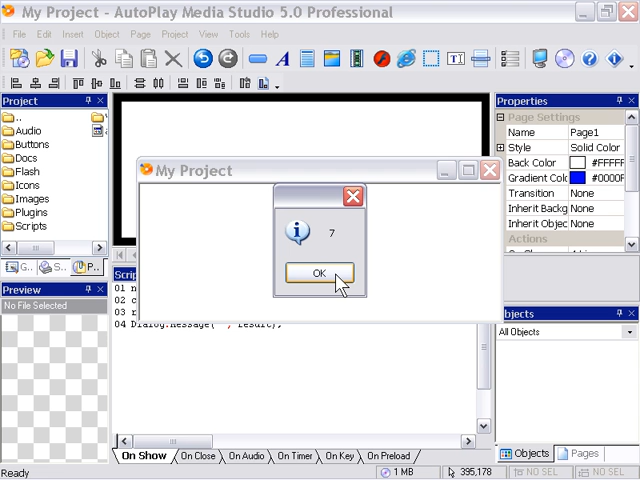 My Project - AutoPlay Media Studio 5.0 Professional
File Edit Insert Object Page Project View Tools Help
Project
..
Audio
Buttons
Docs
Flash
Icons
Images
Plugins
Scripts
G..
S..
P..
Preview
No File Selected
My Project
7
OK
Scrip
01
02
03
04 Dialog.Message(" ", result);
On Show On Close On Audio On Timer On Key On Preload
Properties
Page Settings
Name Page1
Style Solid Color
Back Color #FFFFF
Gradient Colo #0000F
Transition None
Inherit Backg None
Inherit Object None
Actions
bjects
All Objects
Objects Pages
Ready
1 MB
395,178
NO SEL
NO SEL